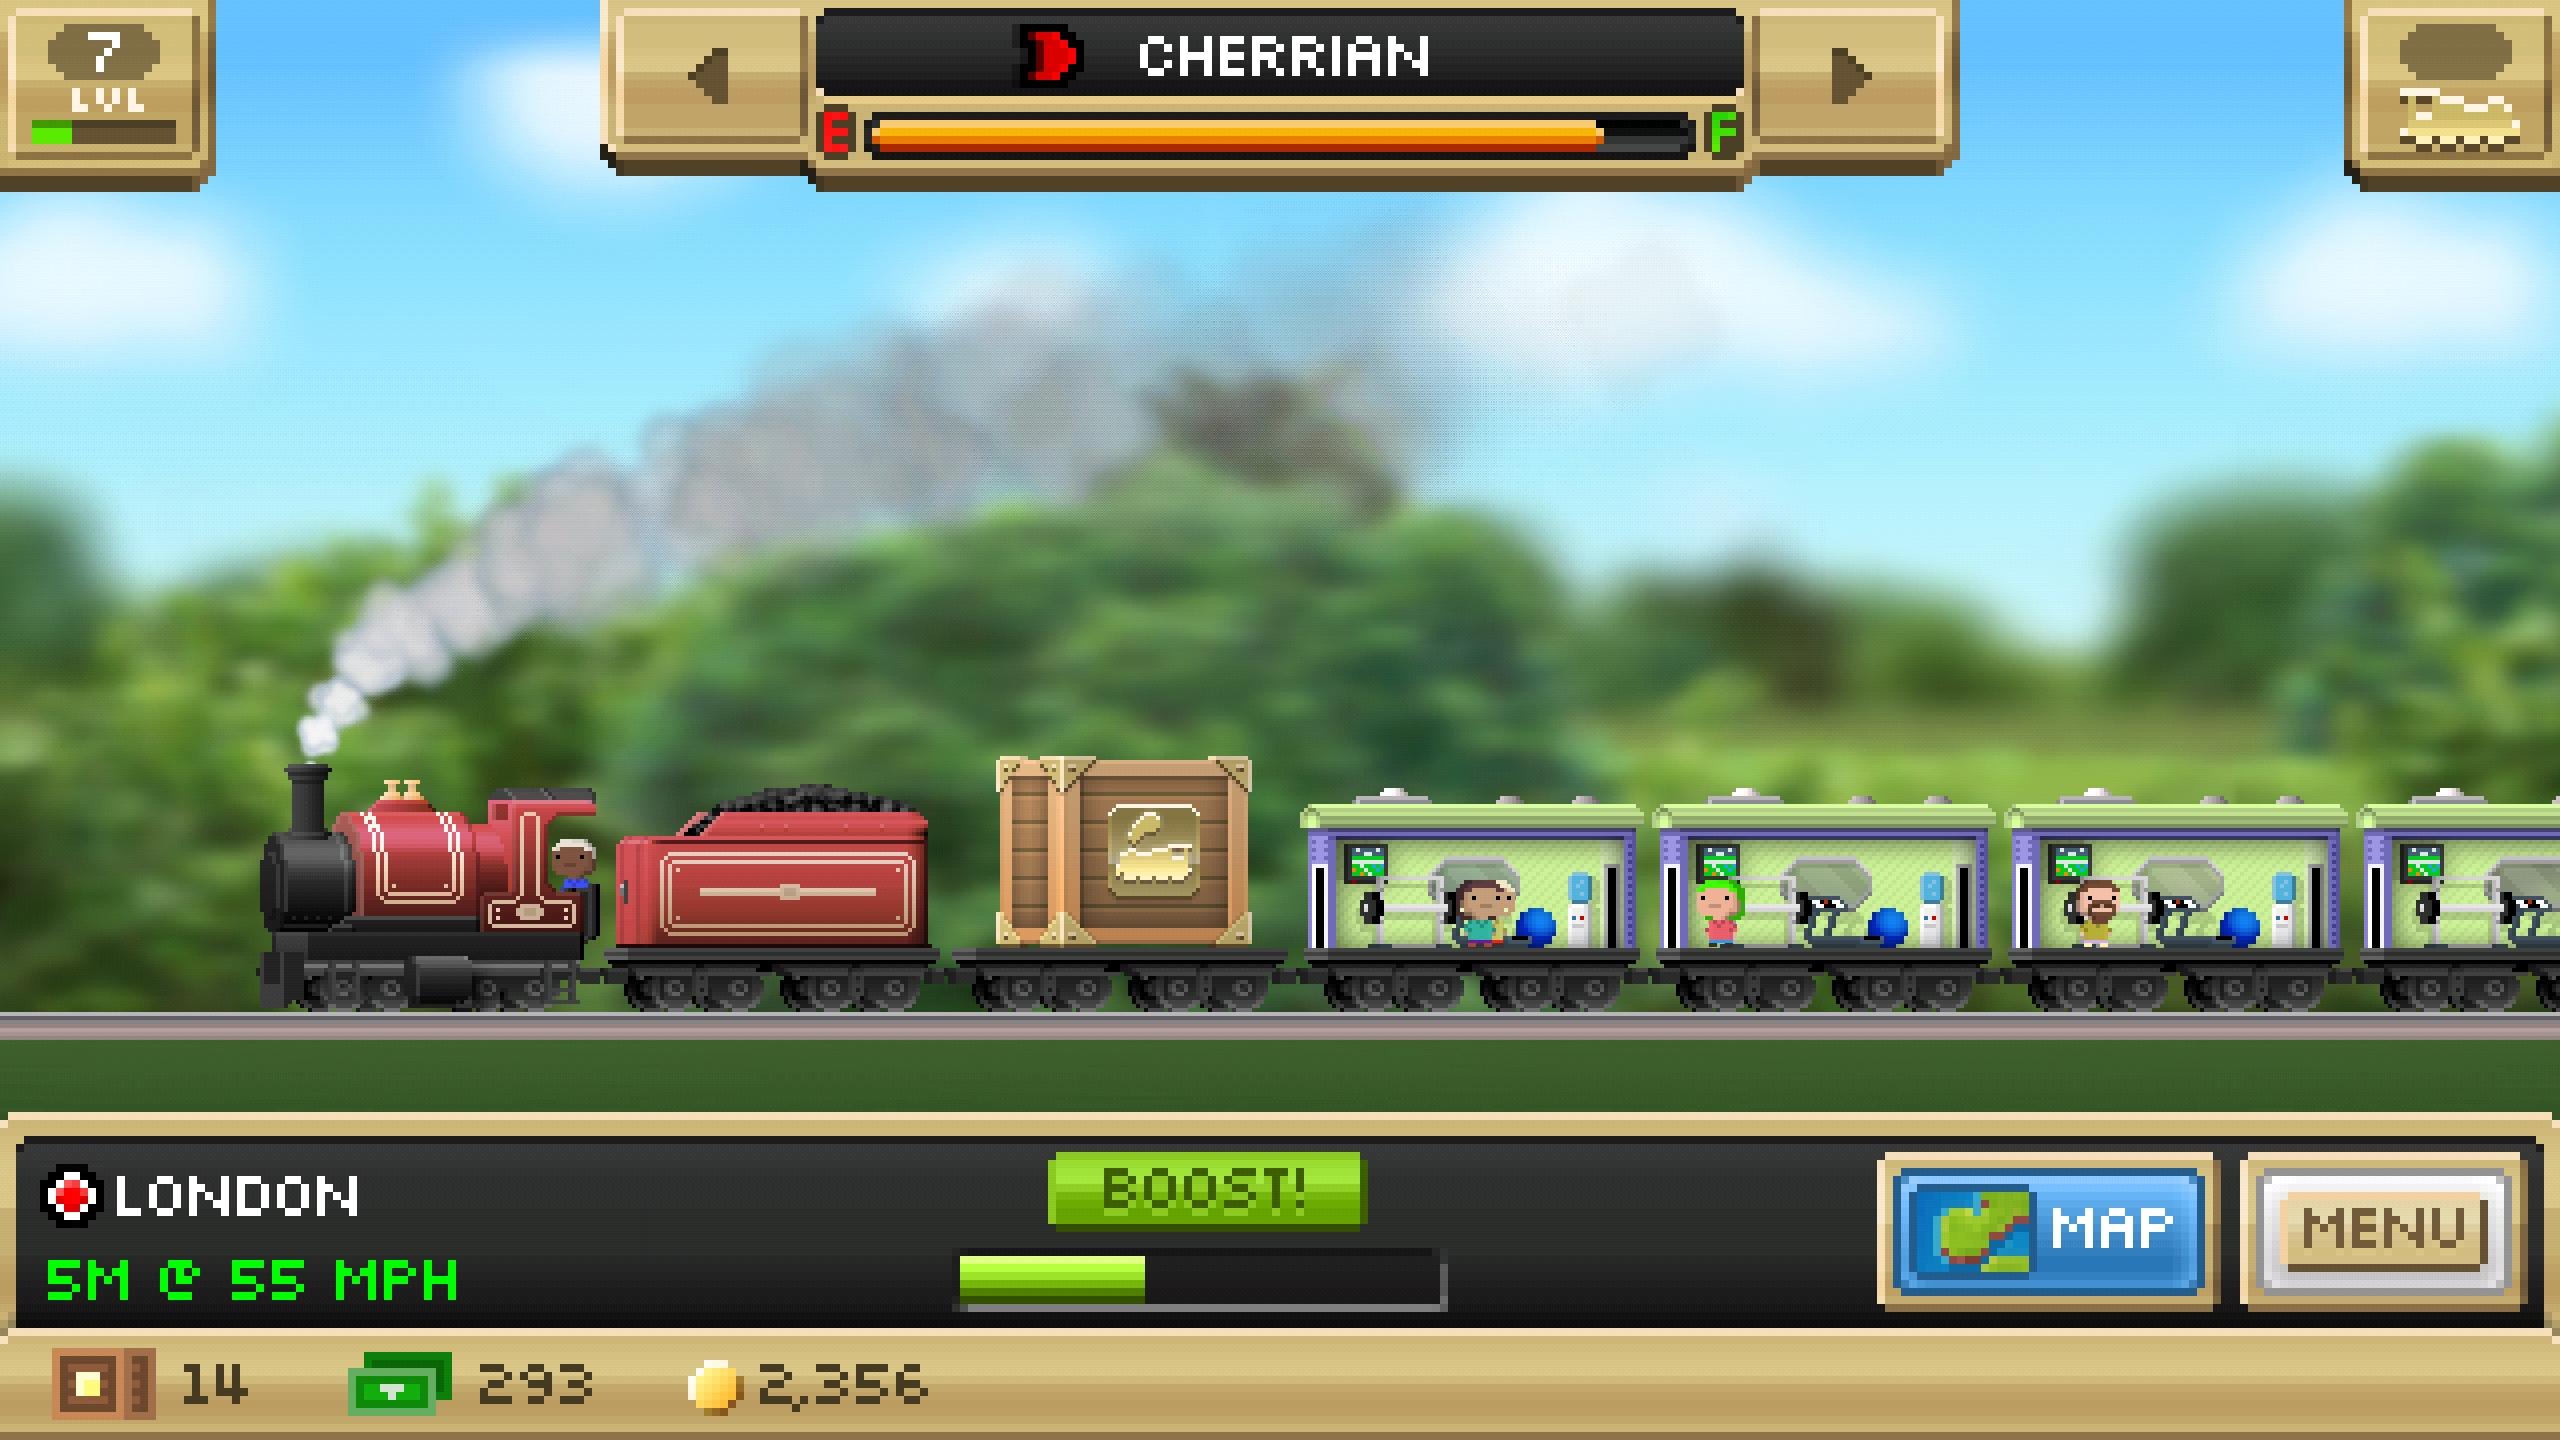 7
LVL
CHERRIAN
E F
LONDON
5M @ 55 MPH
BOOST!
MAP
MENU
14
293
2,356